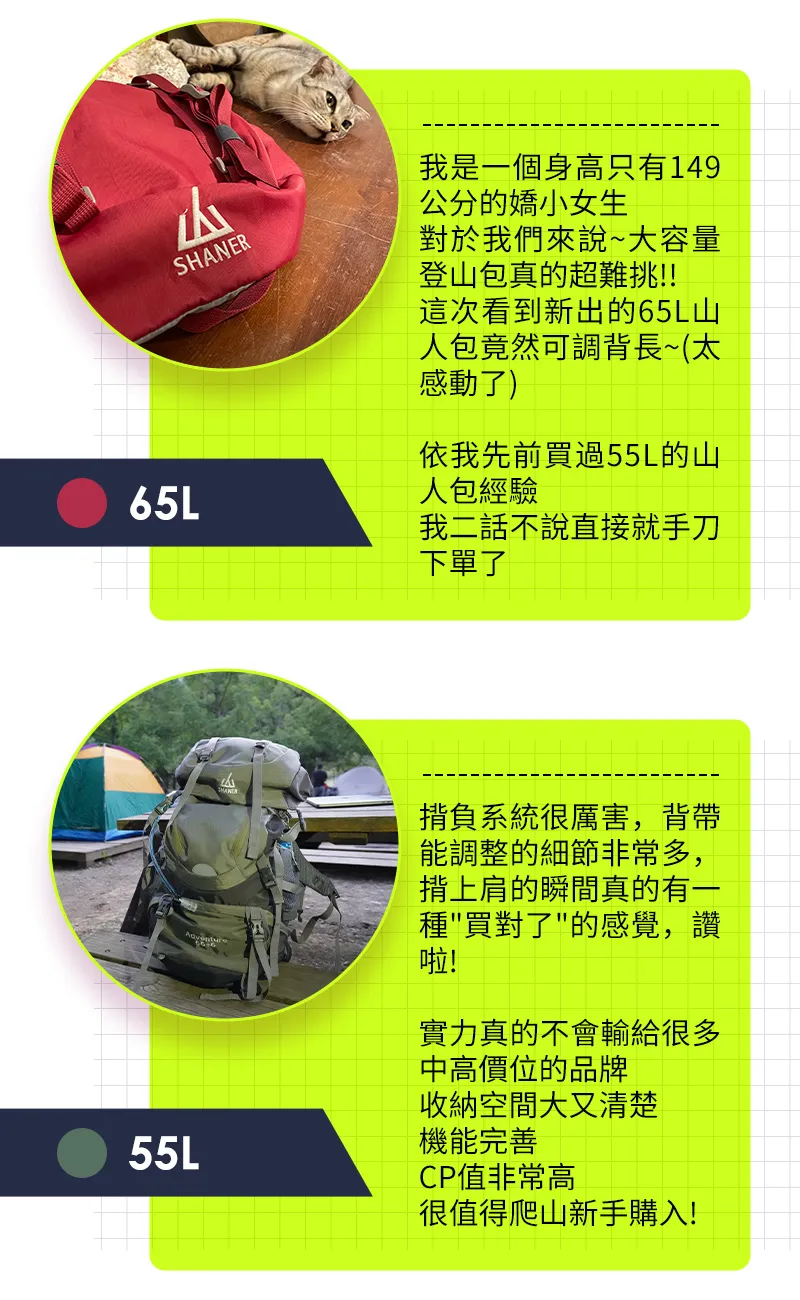 SHANER
我是一個身高只有149
公分的嬌小女生
對於我們來說~大容量
登山包真的超難挑!!
這次看到新出的65L山
人包竟然可調背長~(太
感動了)
依我先前買過55L的山
人包經驗
我二話不說直接就手刀
下單了
65L
SHANER
Adventure
揹負系統很厲害，背帶
能調整的細節非常多，
揹上肩的瞬間真的有一
種"買對了"的感覺，讚
啦!
實力真的不會輸給很多
中高價位的品牌
收納空間大又清楚
機能完善
CP值非常高
很值得爬山新手購入!
55L